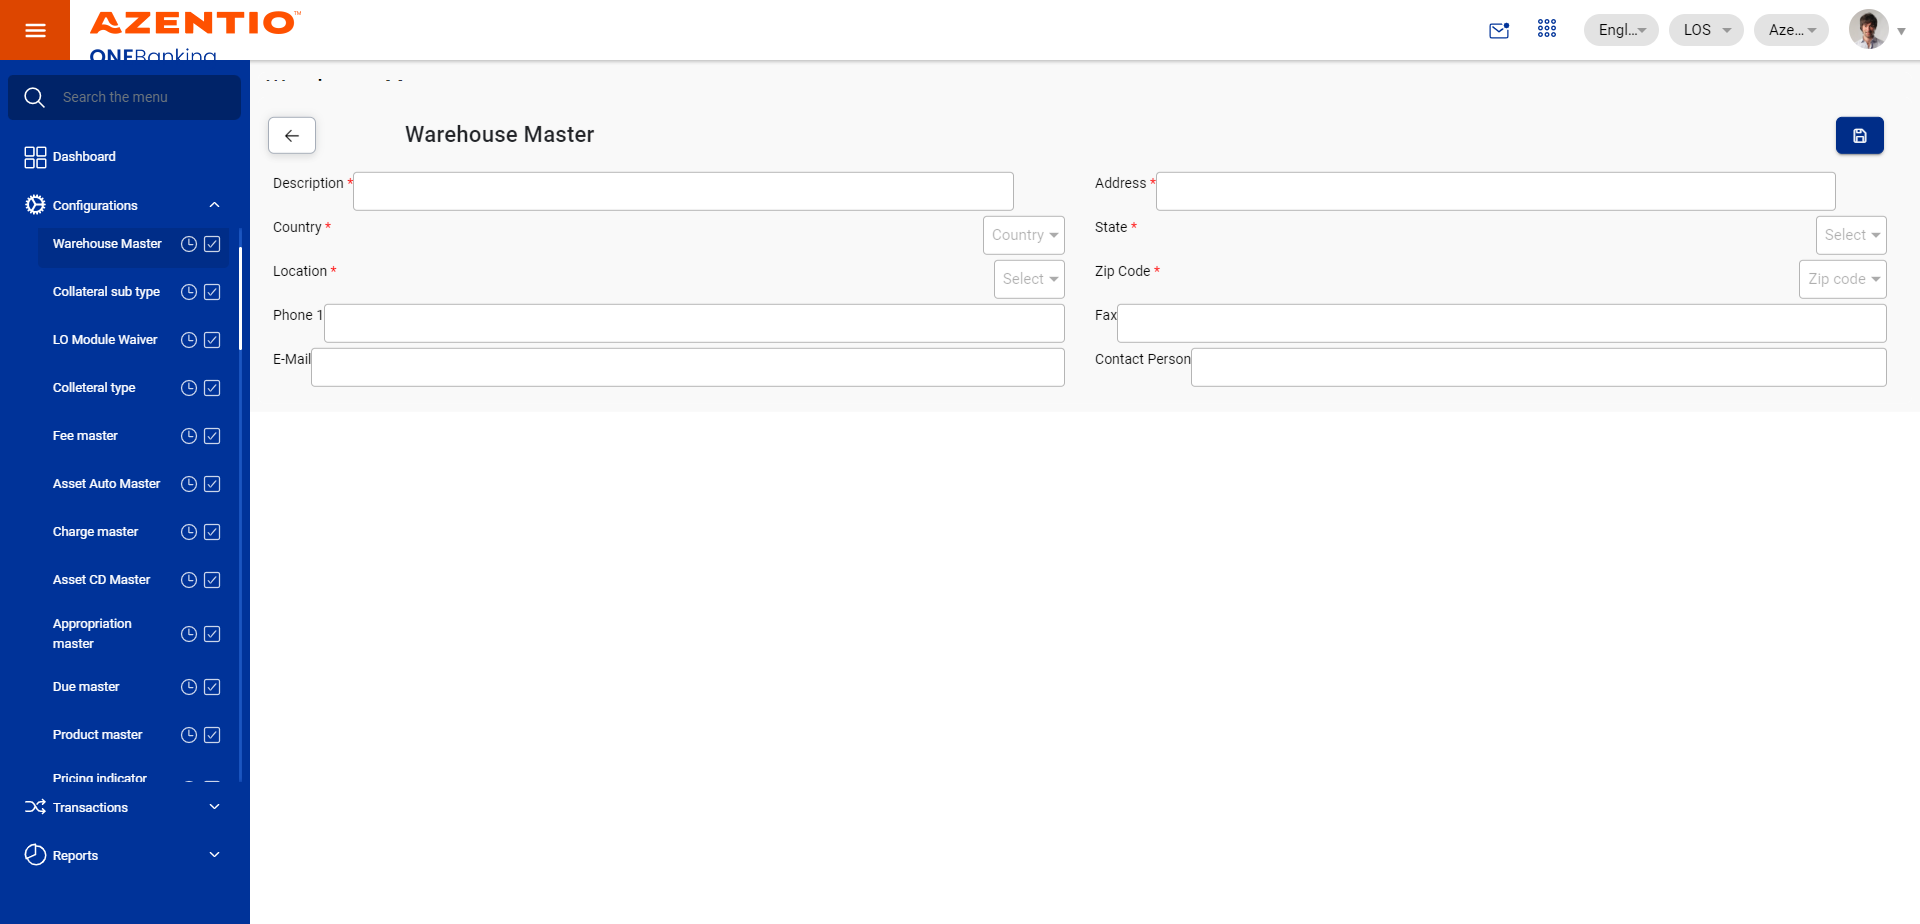 AZENTIO™
ONEBanking
Engl...
LOS
Aze...
Search the menu
Dashboard
Configurations
Warehouse Master
Collateral sub type
LO Module Waiver
Colleteral type
Fee master
Asset Auto Master
Charge master
Asset CD Master
Appropriation
master
Due master
Product master
Pricing indicator
Transactions
Reports
Warehouse Master
Description *
Address *
Country *
Country
State *
Select
Location *
Select
Zip Code *
Zip code
Phone 1
Fax
E-Mail
Contact Person